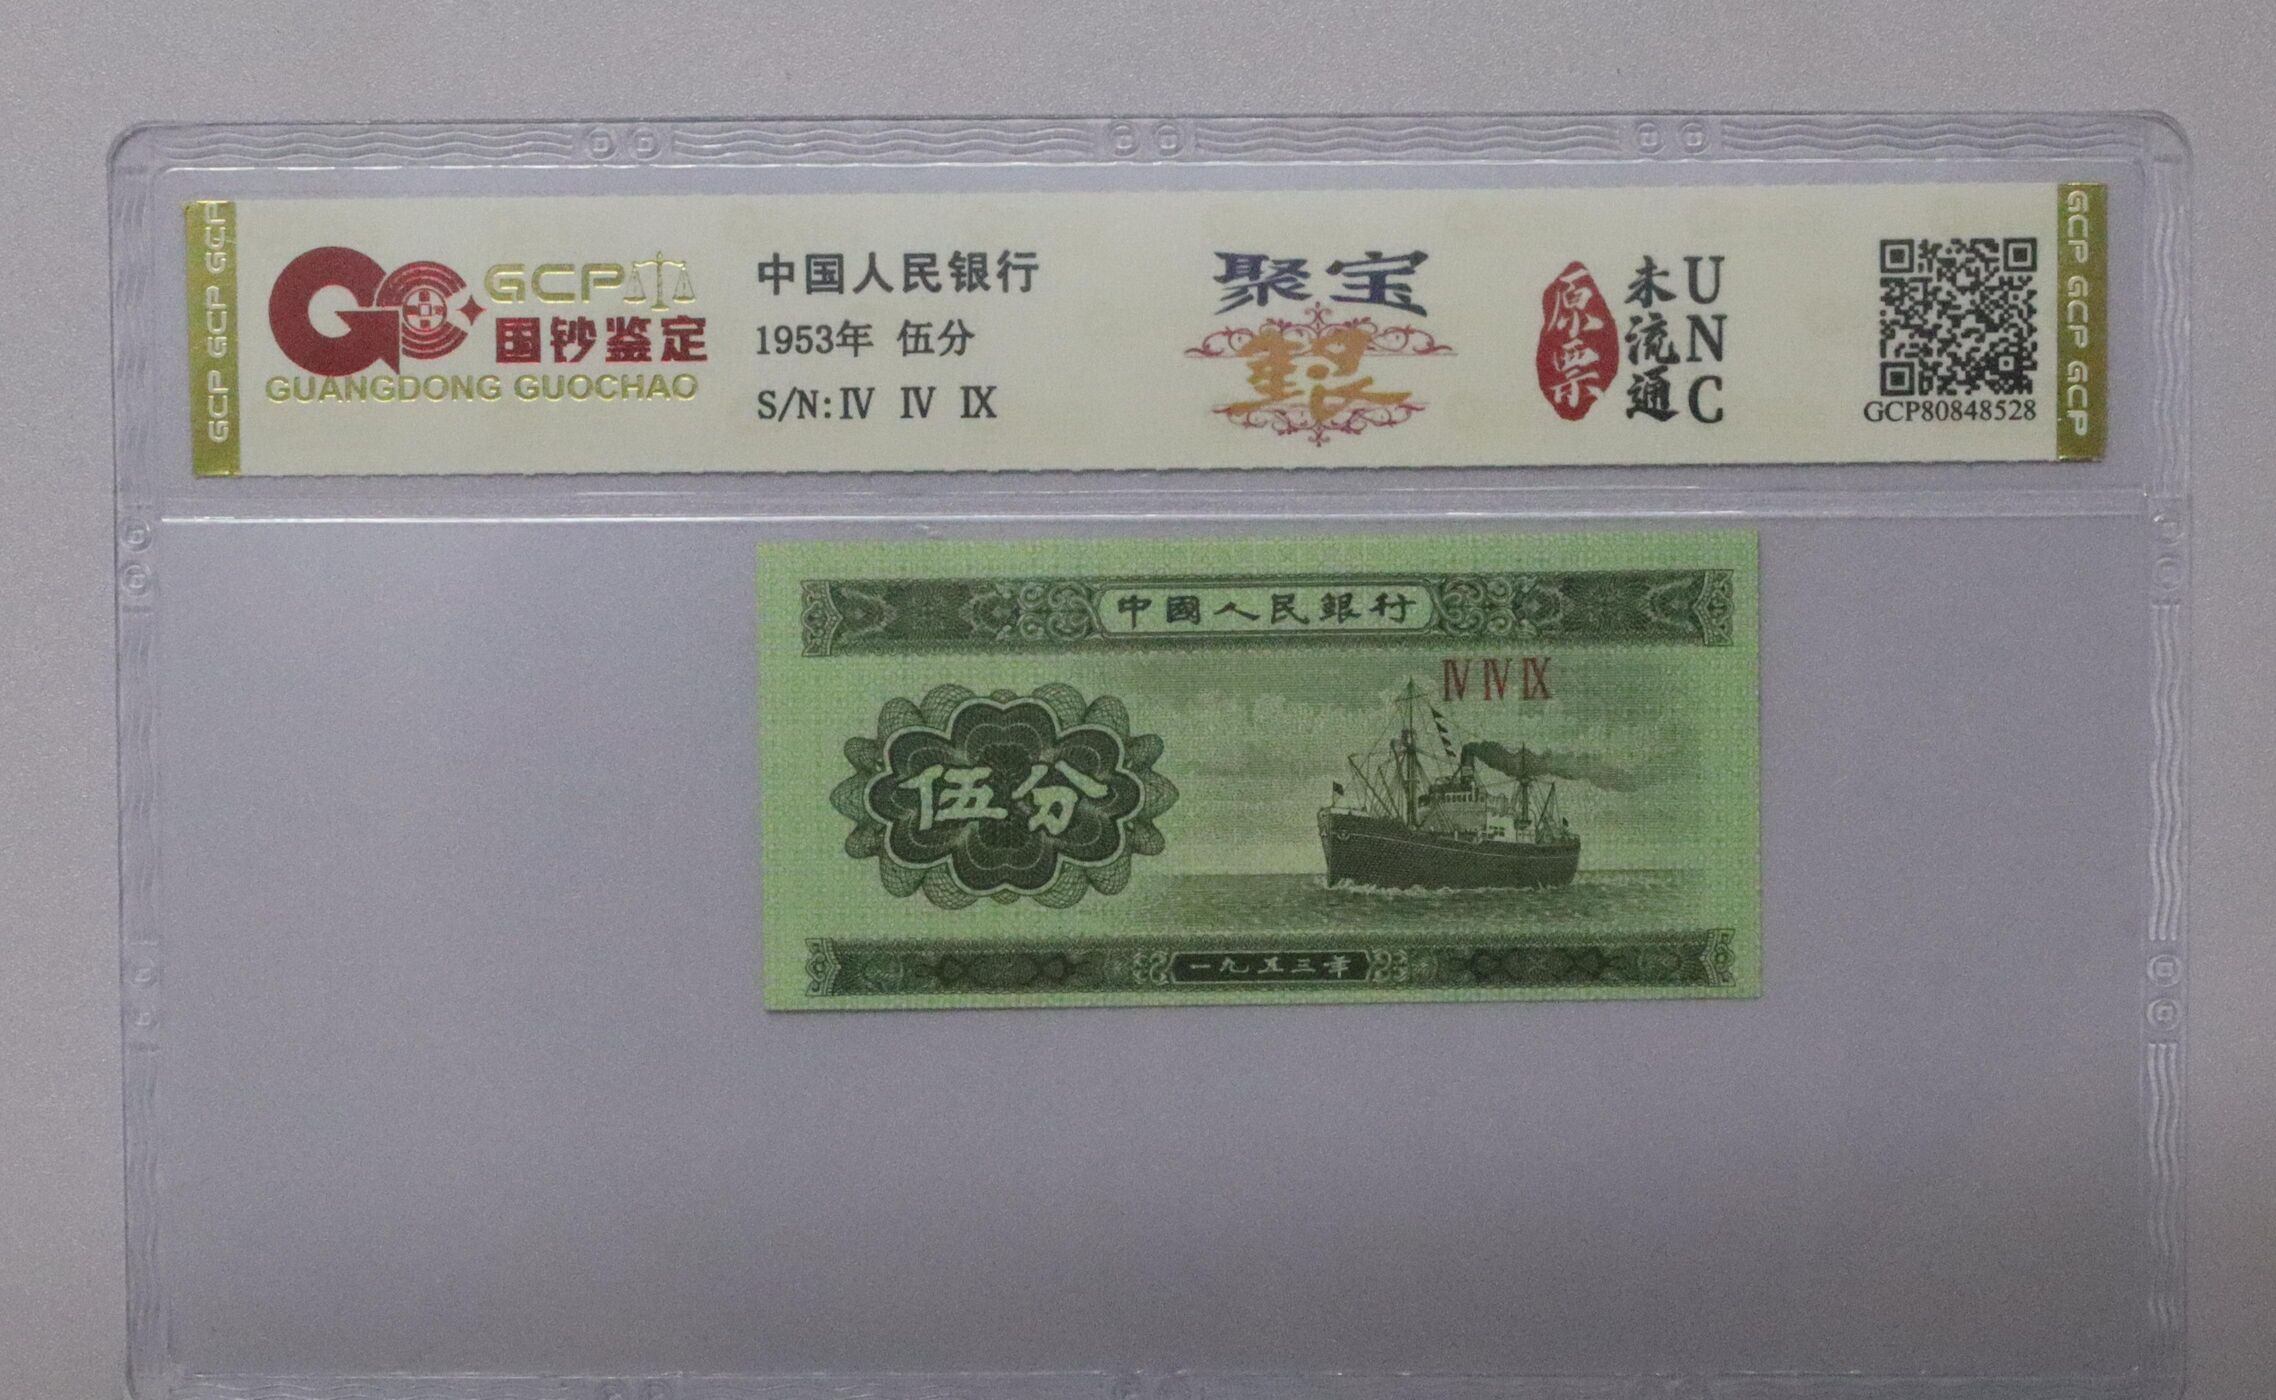 GCP GCP GCP
GCP
国钞鉴定
GUANGDONG GUOCHAO
中国人民银行
1953年 伍分
S/N:Ⅳ Ⅳ Ⅸ
聚宝
原票
未流通
UNC
GCP80848528
GCP GCP GCP
中國人民銀行
Ⅳ Ⅳ Ⅸ
伍分
一九五三年